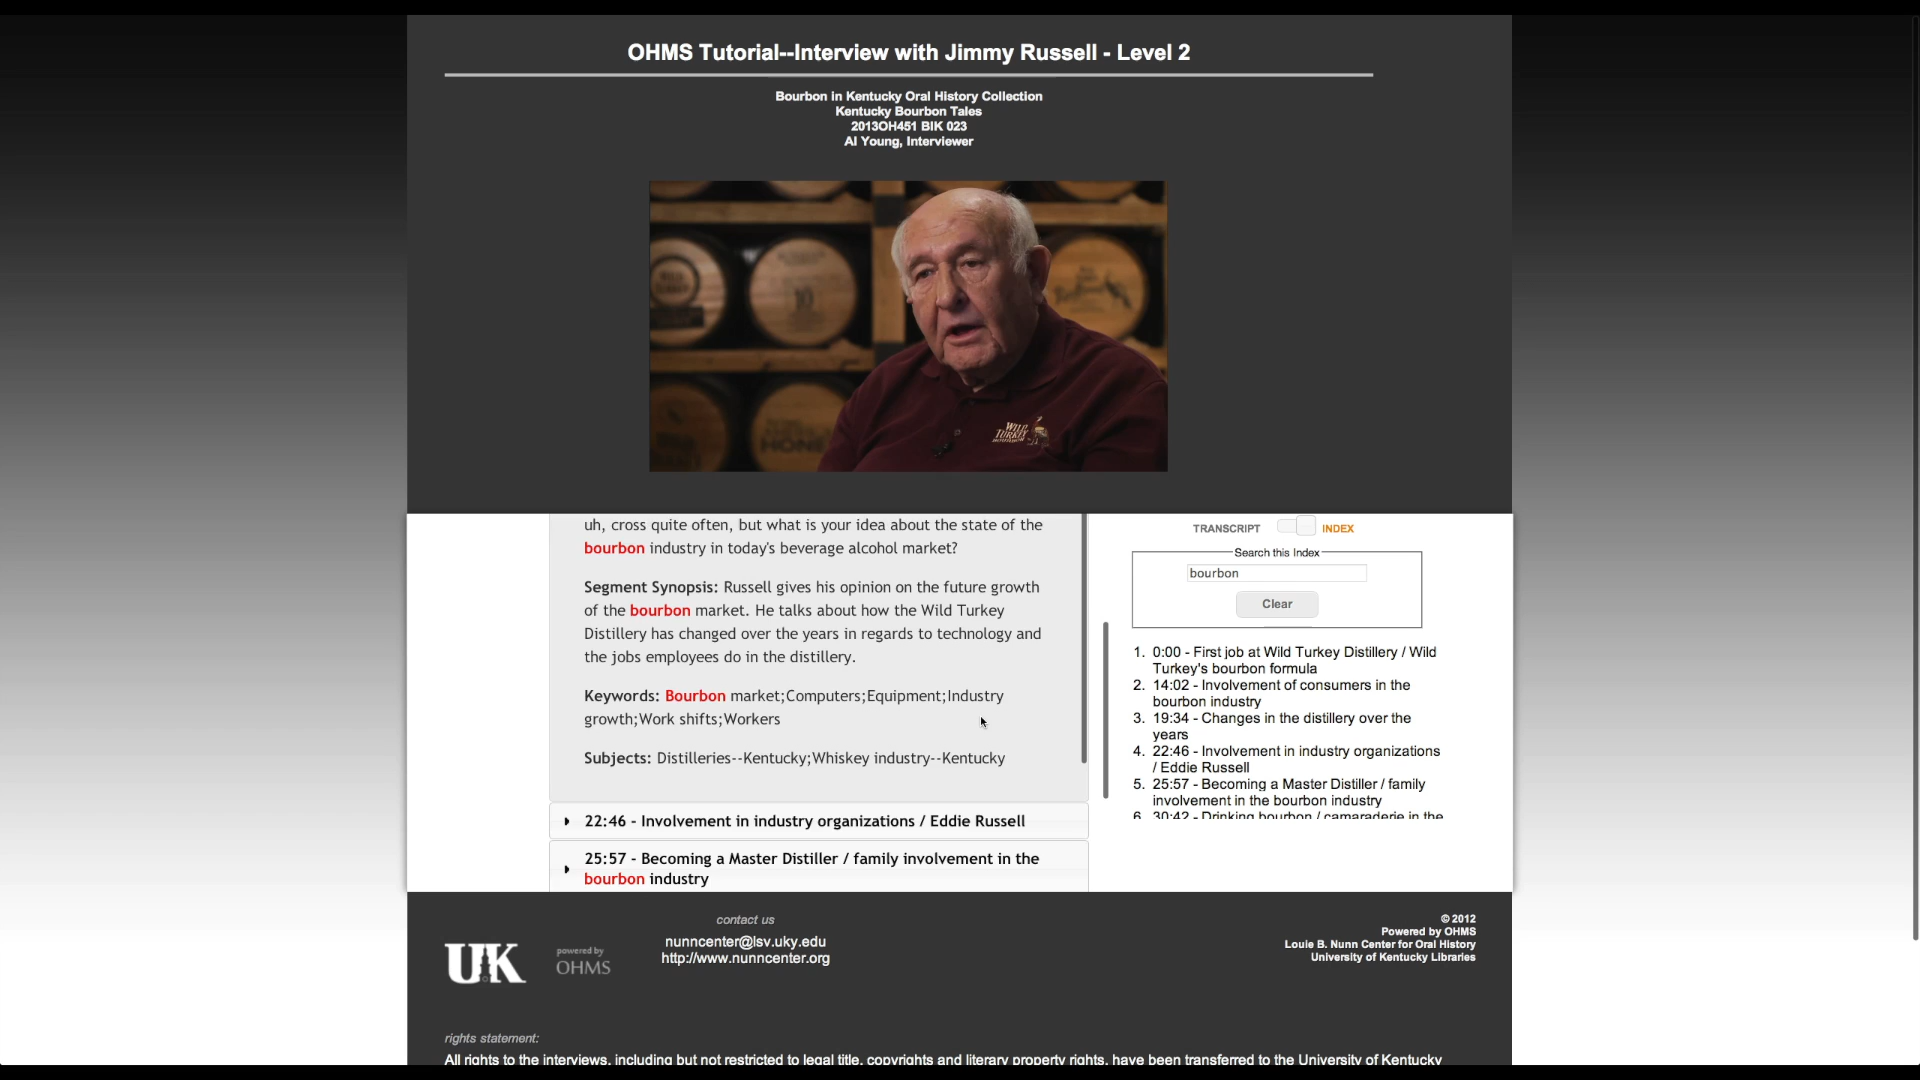 OHMS Tutorial--Interview with Jimmy Russell - Level 2
Bourbon in Kentucky Oral History Collection
Kentucky Bourbon Tales
2013OH451 BIK 023
Al Young, Interviewer
10
WILD
TURKEY
uh, cross quite often, but what is your idea about the state of the
bourbon industry in today's beverage alcohol market?
Segment Synopsis: Russell gives his opinion on the future growth
of the bourbon market. He talks about how the Wild Turkey
Distillery has changed over the years in regards to technology and
the jobs employees do in the distillery.
Keywords: Bourbon market;Computers;Equipment;Industry
growth;Work shifts;Workers
Subjects: Distilleries--Kentucky;Whiskey industry--Kentucky
22:46 - Involvement in industry organizations / Eddie Russell
25:57 - Becoming a Master Distiller / family involvement in the
bourbon industry
TRANSCRIPT INDEX
Search this Index
bourbon
Clear
1. 0:00 - First job at Wild Turkey Distillery / Wild
Turkey's bourbon formula
2. 14:02 - Involvement of consumers in the
bourbon industry
3. 19:34 - Changes in the distillery over the
years
4. 22:46 - Involvement in industry organizations
/ Eddie Russell
5. 25:57 - Becoming a Master Distiller / family
involvement in the bourbon industry
6. 30:42 - Drinking bourbon / camaraderie in the
UK
powered by
OHMS
contact us
nunncenter@lsv.uky.edu
http://www.nunncenter.org
© 2012
Powered by OHMS
Louie B. Nunn Center for Oral History
University of Kentucky Libraries
rights statement:
All rights to the interviews, including but not restricted to legal title, copyrights and literary property rights, have been transferred to the University of Kentucky